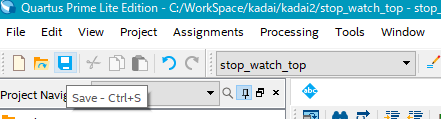 Quartus Prime Lite Edition - C:/WorkSpace/kadai/kadai2/stop_watch_top - stop_
File Edit View Project Assignments Processing Tools Window
stop_watch_top
Project Navig
Save - Ctrl+S
abc